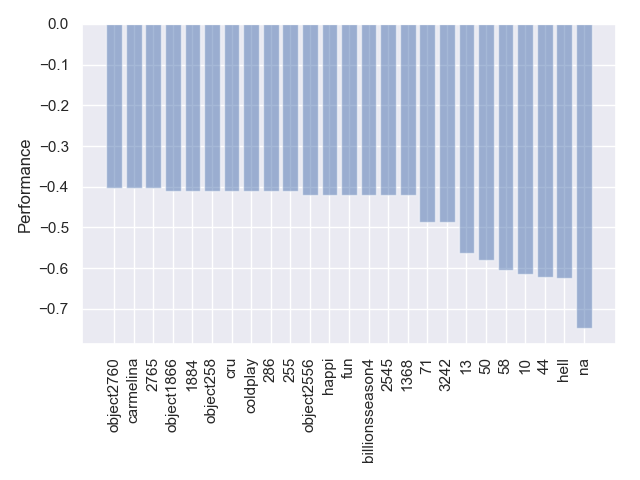 0.0
−0.1
−0.2
−0.3
−0.4
−0.5
−0.6
−0.7
Performance
object2760
carmelina
2765
object1866
1884
object258
cru
coldplay
286
255
object2556
happi
fun
billionsseason4
2545
1368
71
3242
13
50
58
10
44
hell
na